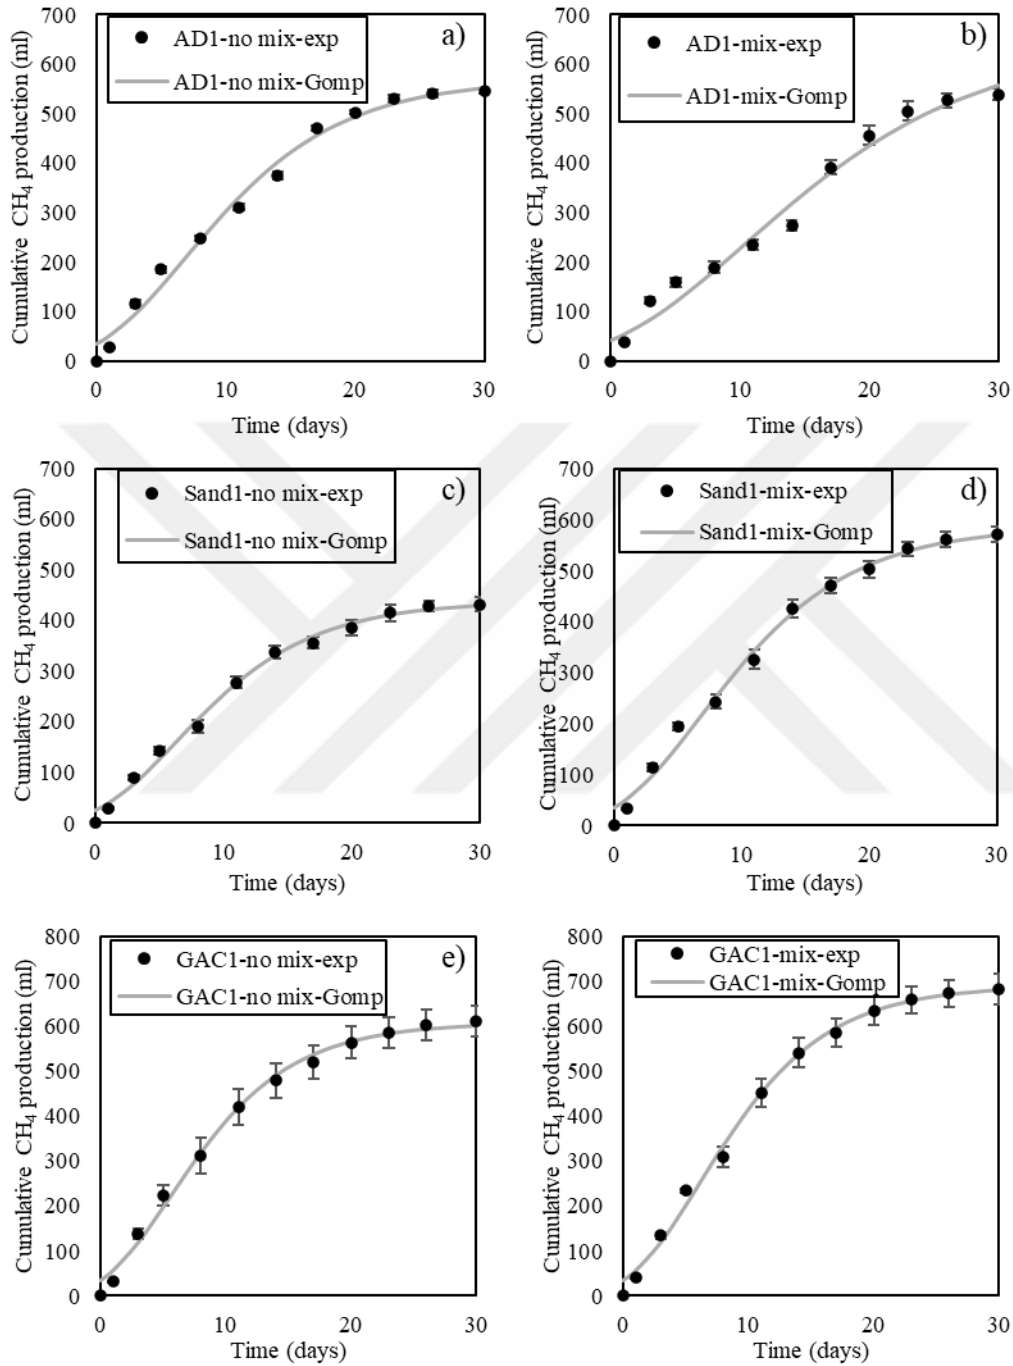 a)
AD1-no mix-exp
AD1-no mix-Gomp
Cumulative CH₄ production (ml)
700
600
500
400
300
200
100
0
0 10 20 30
Time (days)
b)
AD1-mix-exp
AD1-mix-Gomp
Cumulative CH₄ production (ml)
700
600
500
400
300
200
100
0
0 10 20 30
Time (days)
c)
Sand1-no mix-exp
Sand1-no mix-Gomp
Cumulative CH₄ production (ml)
700
600
500
400
300
200
100
0
0 10 20 30
Time (days)
d)
Sand1-mix-exp
Sand1-mix-Gomp
Cumulative CH₄ production (ml)
700
600
500
400
300
200
100
0
0 10 20 30
Time (days)
e)
GAC1-no mix-exp
GAC1-no mix-Gomp
Cumulative CH₄ production (ml)
800
700
600
500
400
300
200
100
0
0 10 20 30
Time (days)
GAC1-mix-exp
GAC1-mix-Gomp
Cumulative CH₄ production (ml)
800
700
600
500
400
300
200
100
0
0 10 20 30
Time (days)